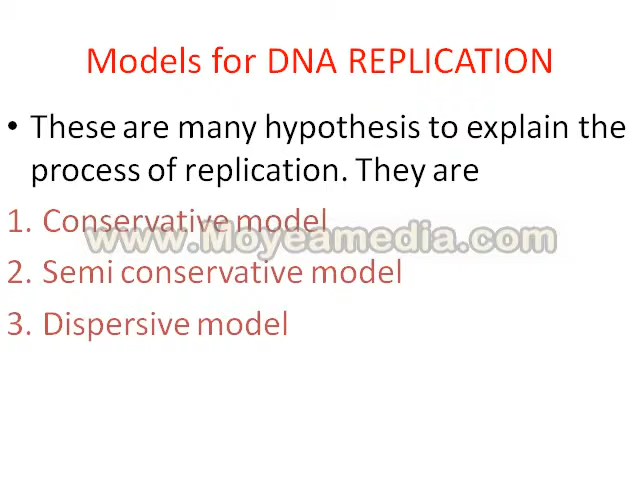 Models for DNA REPLICATION
• These are many hypothesis to explain the
process of replication. They are
1. Conservative model
www.Moyeamedia.com
2. Semi conservative model
3. Dispersive model